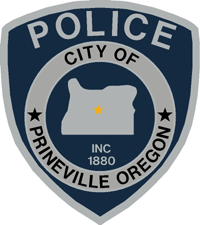 POLICE
CITY OF
INC
1880
PRINEVILLE OREGON